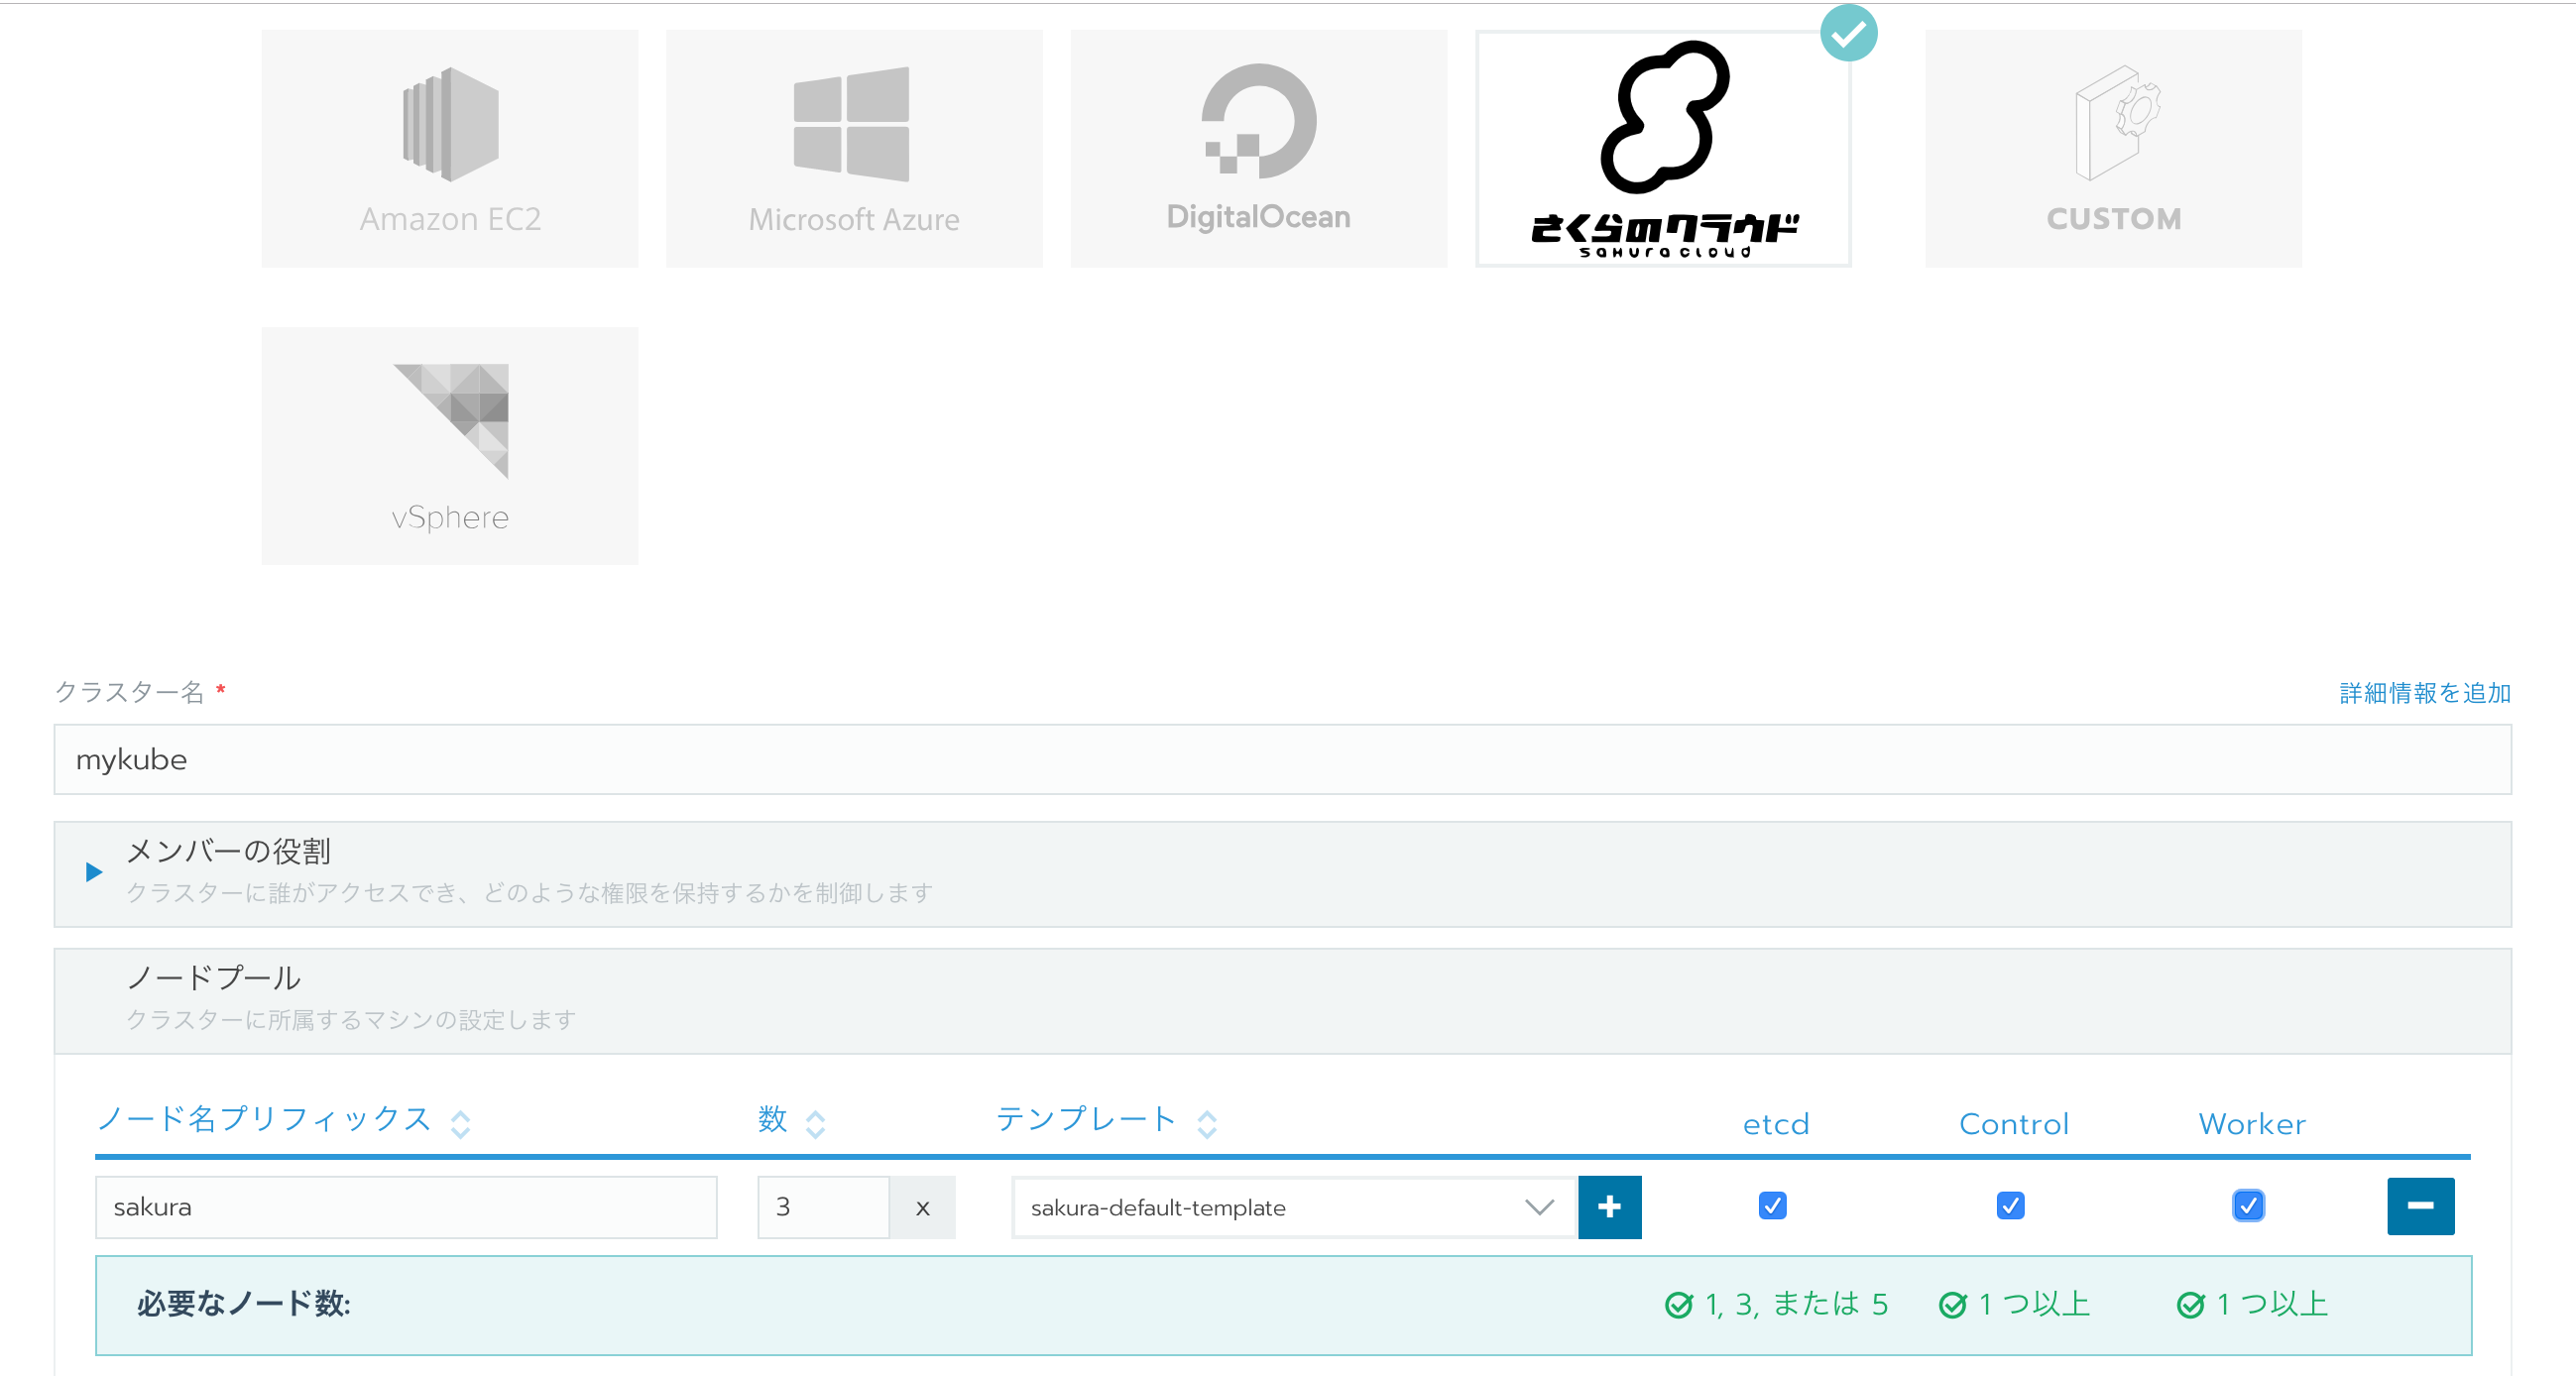 Amazon EC2
Microsoft Azure
DigitalOcean
さくらのクラウド
sakura cloud
CUSTOM
vSphere
クラスター名 *
詳細情報を追加
mykube
メンバーの役割
クラスターに誰がアクセスでき、どのような権限を保持するかを制御します
ノードプール
クラスターに所属するマシンの設定します
ノード名プリフィックス 数 テンプレート etcd Control Worker
sakura 3 x sakura-default-template
必要なノード数: 1, 3, または 5 1 つ以上 1 つ以上